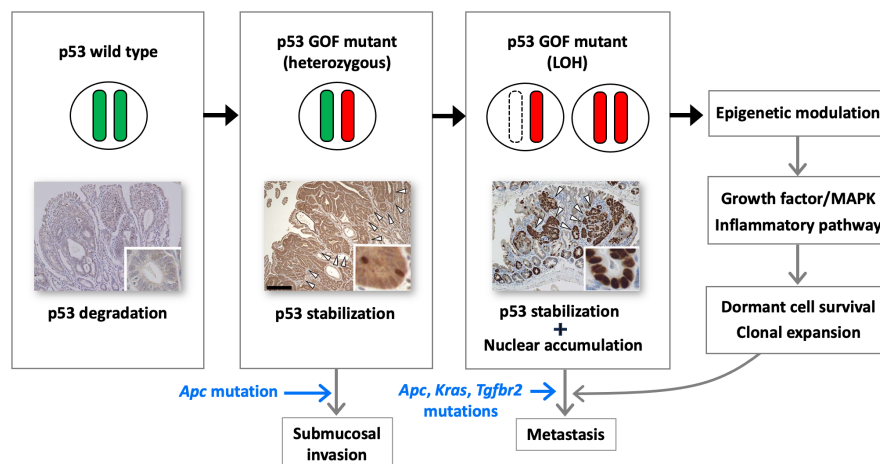 p53 wild type
p53 degradation
p53 GOF mutant
(heterozygous)
p53 stabilization
p53 GOF mutant
(LOH)
p53 stabilization
+
Nuclear accumulation
Epigenetic modulation
Growth factor/MAPK
Inflammatory pathway
Dormant cell survival
Clonal expansion
Apc mutation
Submucosal
invasion
Apc, Kras, Tgfbr2
mutations
Metastasis